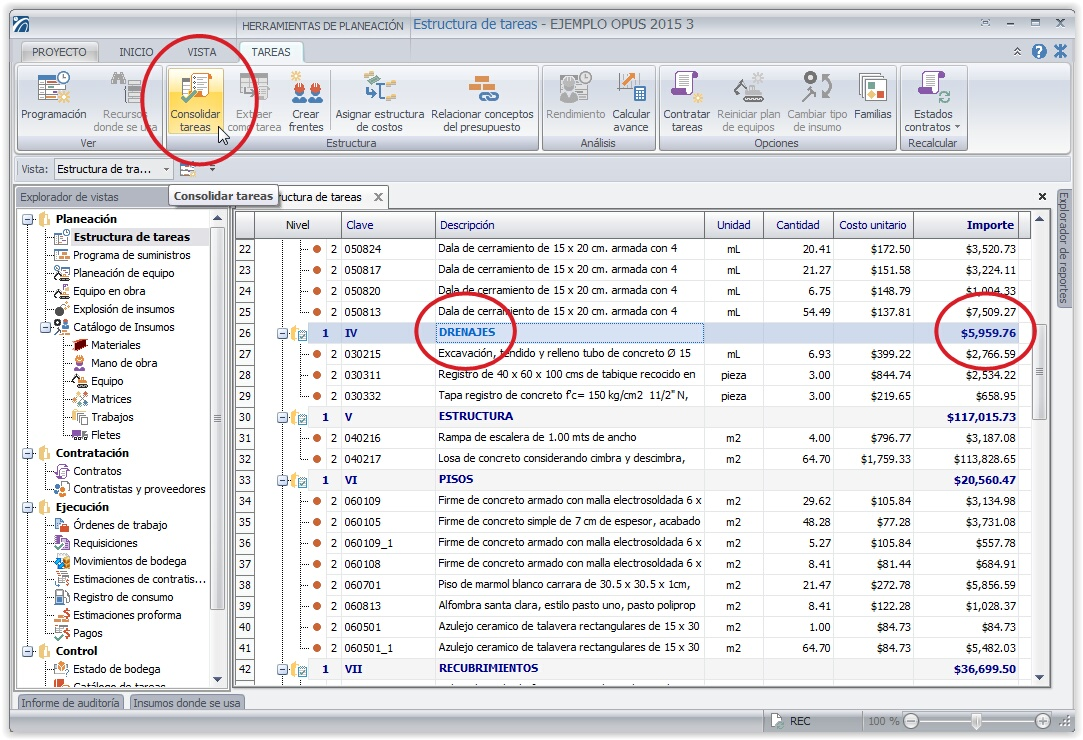 HERRAMIENTAS DE PLANEACIÓN
Estructura de tareas - EJEMPLO OPUS 2015 3
PROYECTO INICIO VISTA TAREAS
Programación
Recursos donde se usa
Consolidar tareas
Extraer como tarea
Crear frentes
Asignar estructura de costos
Relacionar conceptos del presupuesto
Rendimiento
Calcular avance
Contratar tareas
Reiniciar plan de equipos
Cambiar tipo de insumo
Familias
Estados contratos
Ver Estructura Análisis Opciones Recalcular
Vista: Estructura de tra...
Explorador de vistas
Consolidar tareas
uctura de tareas X
Explorador de reportes
Planeación
Estructura de tareas
Programa de suministros
Planeación de equipo
Equipo en obra
Explosión de insumos
Catálogo de Insumos
Materiales
Mano de obra
Equipo
Matrices
Trabajos
Fletes
Contratación
Contratos
Contratistas y proveedores
Ejecución
Órdenes de trabajo
Requisiciones
Movimientos de bodega
Estimaciones de contratis...
Registro de consumo
Estimaciones proforma
Pagos
Control
Estado de bodega
Catálogo de tareas
Nivel Clave Descripción Unidad Cantidad Costo unitario Importe
22 2 050824 Dala de cerramiento de 15 x 20 cm. armada con 4 mL 20.41 $172.50 $3,520.73
23 2 050817 Dala de cerramiento de 15 x 20 cm. armada con 4 mL 21.27 $151.58 $3,224.11
24 2 050820 Dala de cerramiento de 15 x 20 cm. armada con 4 mL 6.75 $148.79 $1,004.33
25 2 050813 Dala de cerramiento de 15 x 20 cm. armada con 4 mL 54.49 $137.81 $7,509.27
26 1 IV DRENAJES $5,959.76
27 2 030215 Excavación, tendido y relleno tubo de concreto Ø 15 mL 6.93 $399.22 $2,766.59
28 2 030311 Registro de 40 x 60 x 100 cms de tabique recocido en pieza 3.00 $844.74 $2,534.22
29 2 030332 Tapa registro de concreto f'c= 150 kg/cm2 11/2" N, pieza 3.00 $219.65 $658.95
30 1 V ESTRUCTURA $117,015.73
31 2 040216 Rampa de escalera de 1.00 mts de ancho m2 4.00 $796.77 $3,187.08
32 2 040217 Losa de concreto considerando cimbra y descimbra, m2 64.70 $1,759.33 $113,828.65
33 1 VI PISOS $20,560.47
34 2 060109 Firme de concreto armado con malla electrosoldada 6 x m2 29.62 $105.84 $3,134.98
35 2 060105 Firme de concreto simple de 7 cm de espesor, acabado m2 48.28 $77.28 $3,731.08
36 2 060109_1 Firme de concreto armado con malla electrosoldada 6 x m2 5.27 $105.84 $557.78
37 2 060108 Firme de concreto armado con malla electrosoldada 6 x m2 8.41 $81.44 $684.91
38 2 060701 Piso de marmol blanco carrara de 30.5 x 30.5 x 1cm, m2 21.47 $272.78 $5,856.59
39 2 060813 Alfombra santa clara, estilo pasto uno, pasto poliprop m2 8.41 $122.28 $1,028.37
40 2 060501 Azulejo ceramico de talavera rectangulares de 15 x 30 m2 1.00 $84.73 $84.73
41 2 060501_1 Azulejo ceramico de talavera rectangulares de 15 x 30 m2 64.70 $84.73 $5,482.03
42 1 VII RECUBRIMIENTOS $36,699.50
Informe de auditoría Insumos donde se usa
REC 100 %